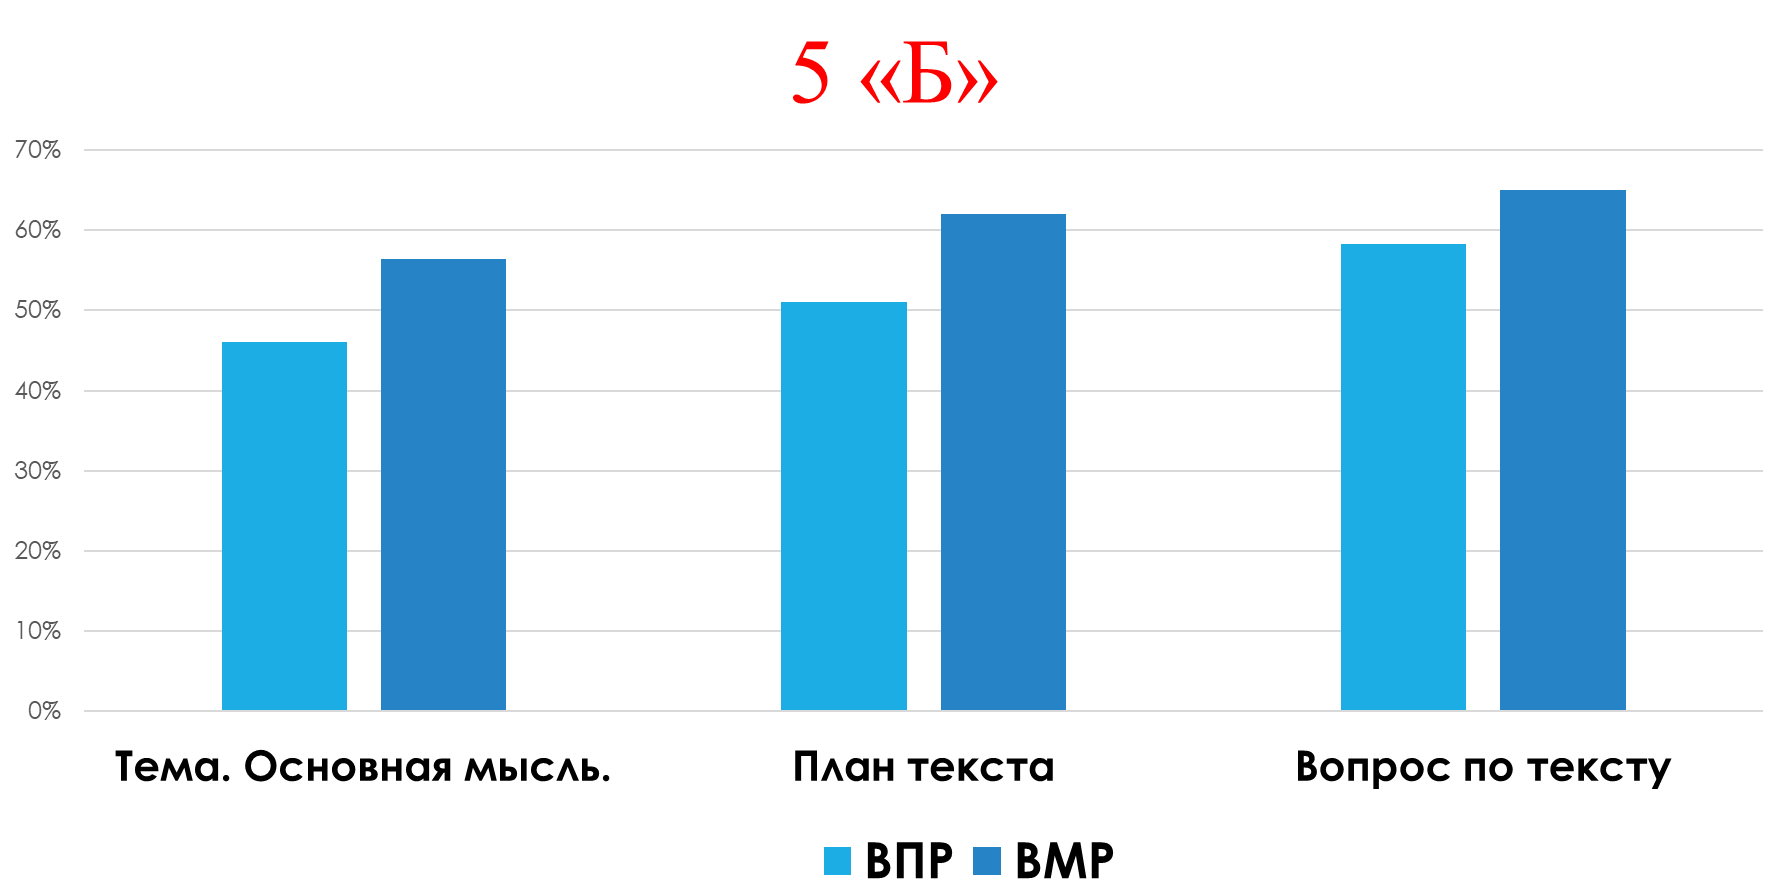 5 «Б»
70%
60%
50%
40%
30%
20%
10%
0%
Тема. Основная мысль.
План текста
Вопрос по тексту
ВПР
ВМР